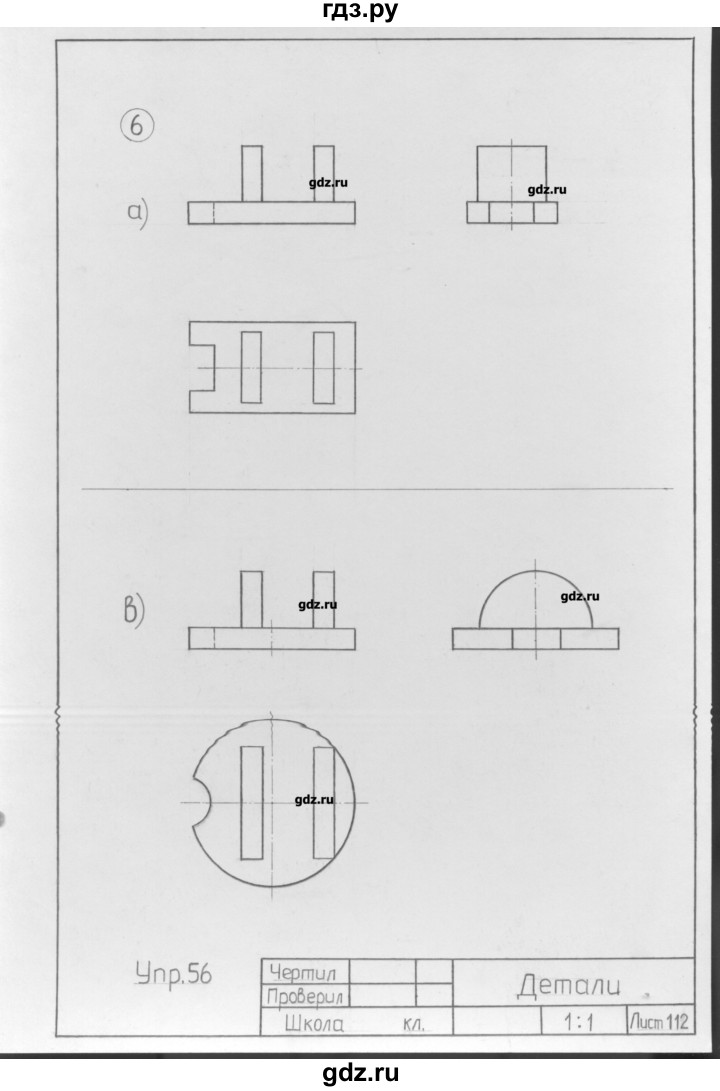 гдз.ру
6
gdz.ru
gdz.ru
а)
в)
gdz.ru
gdz.ru
gdz.ru
Упр.56
Чертил
Проверил
Детали
Школа кл. 1:1 Лист 112
gdz.ru